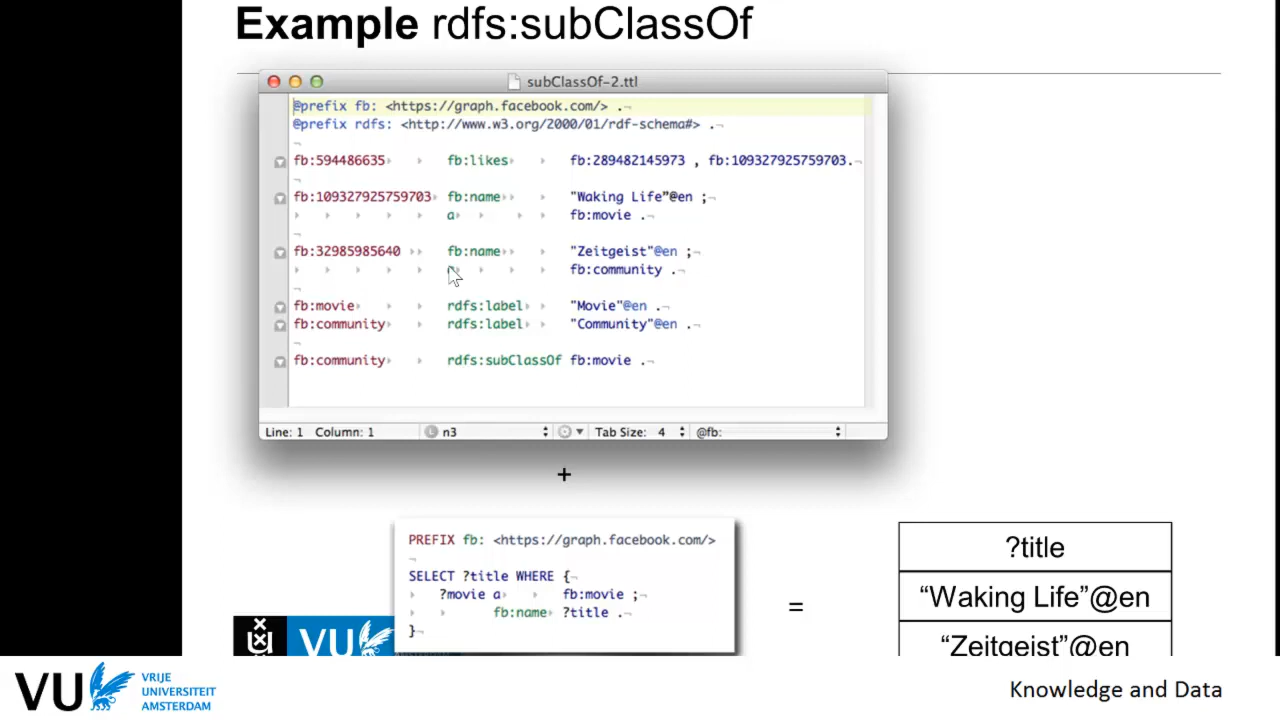 Example rdfs:subClassOf
subClassOf-2.ttl
@prefix fb: <https://graph.facebook.com/> .
@prefix rdfs: <http://www.w3.org/2000/01/rdf-schema#> .
fb:594486635 fb:likes fb:289482145973 , fb:109327925759703.
fb:109327925759703 fb:name "Waking Life"@en ;
a fb:movie .
fb:32985985640 fb:name "Zeitgeist"@en ;
fb:community .
fb:movie rdfs:label "Movie"@en .
fb:community rdfs:label "Community"@en .
fb:community rdfs:subClassOf fb:movie .
Line: 1 Column: 1 L n3 Tab Size: 4 @fb:
+
PREFIX fb: <https://graph.facebook.com/>
SELECT ?title WHERE {
?movie a fb:movie ;
fb:name ?title .
}
=
?title
“Waking Life”@en
“Zeitgeist”@en
VU
VU
VRIJE
UNIVERSITEIT
AMSTERDAM
Knowledge and Data